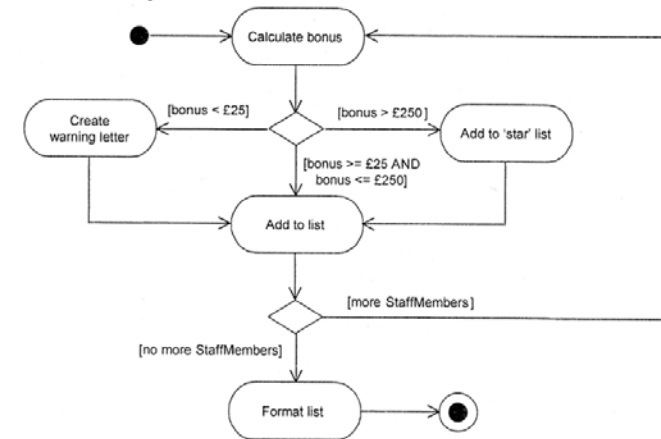 Calculate bonus
[bonus < £25]
[bonus > £250]
Create
warning letter
Add to 'star' list
[bonus >= £25 AND
bonus <= £250]
Add to list
[more StaffMembers]
[no more StaffMembers]
Format list